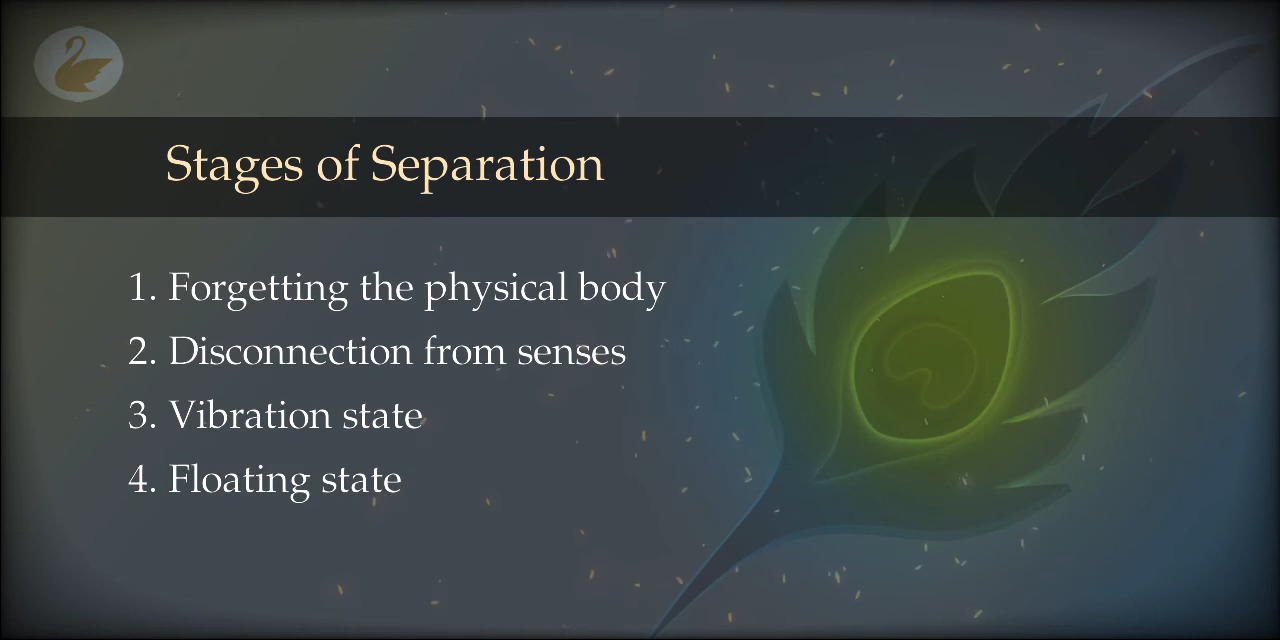 Stages of Separation
1. Forgetting the physical body
2. Disconnection from senses
3. Vibration state
4. Floating state